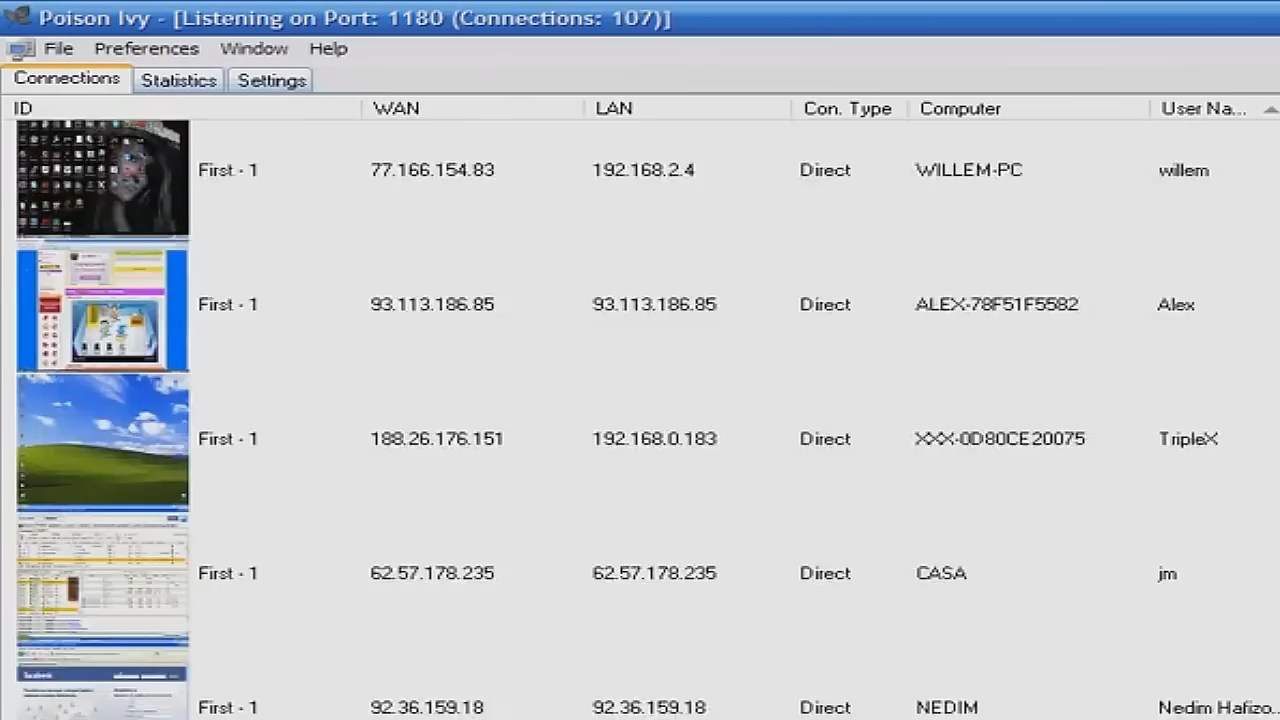 Poison Ivy - [Listening on Port: 1180 (Connections: 107)]
File Preferences Window Help
Connections Statistics Settings
ID WAN LAN Con. Type Computer User Na...
First - 1 77.166.154.83 192.168.2.4 Direct WILLEM-PC willem
First - 1 93.113.186.85 93.113.186.85 Direct ALEX-78F51F5582 Alex
First - 1 188.26.176.151 192.168.0.183 Direct XXX-0D80CE20075 TripleX
First - 1 62.57.178.235 62.57.178.235 Direct CASA jm
facebook
First - 1 92.36.159.18 92.36.159.18 Direct NEDIM Nedim Hafizo...